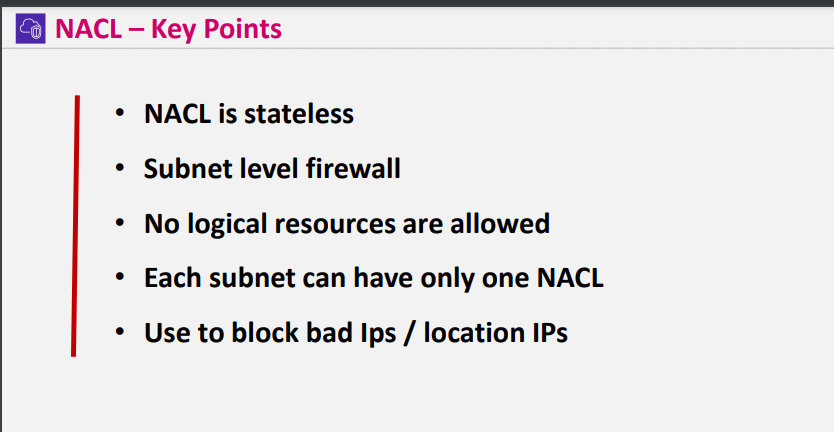 NACL – Key Points
• NACL is stateless
• Subnet level firewall
• No logical resources are allowed
• Each subnet can have only one NACL
• Use to block bad Ips / location IPs